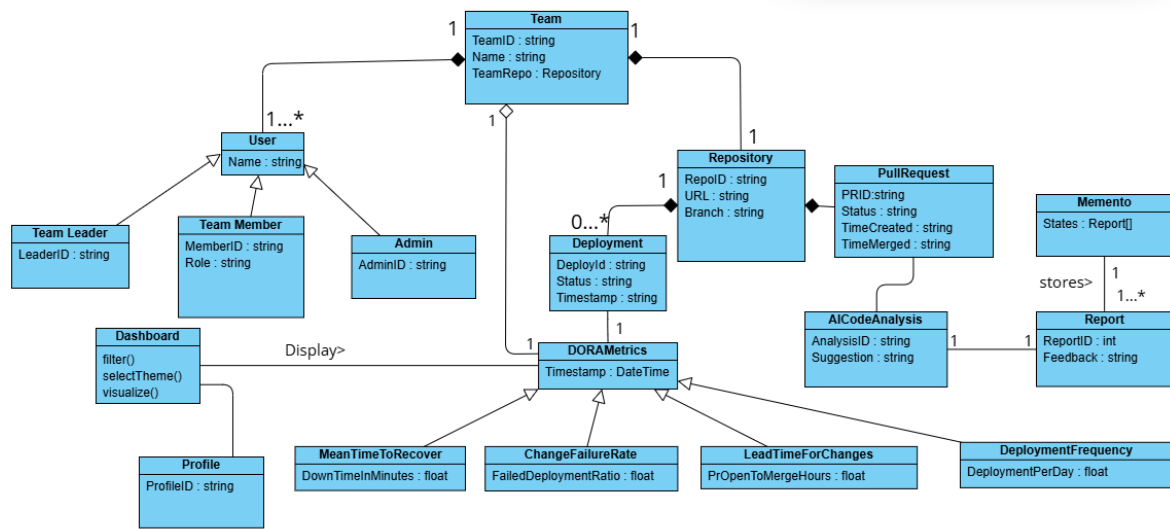 Team
TeamID : string
Name : string
TeamRepo : Repository
1
1
1
1...*
1
User
Name : string
Repository
RepoID : string
URL : string
Branch : string
1
PullRequest
PRID:string
Status : string
TimeCreated : string
TimeMerged : string
Memento
States : Report[]
Team Leader
LeaderID : string
Team Member
MemberID : string
Role : string
Admin
AdminID : string
0...*
Deployment
DeployId : string
Status : string
Timestamp : string
1
stores>
1
1...*
AICodeAnalysis
AnalysisID : string
Suggestion : string
1
1
Report
ReportID : int
Feedback : string
Dashboard
filter()
selectTheme()
visualize()
Display>
1
DORAMetrics
Timestamp : DateTime
Profile
ProfileID : string
MeanTimeToRecover
DownTimeInMinutes : float
ChangeFailureRate
FailedDeploymentRatio : float
LeadTimeForChanges
PrOpenToMergeHours : float
DeploymentFrequency
DeploymentPerDay : float